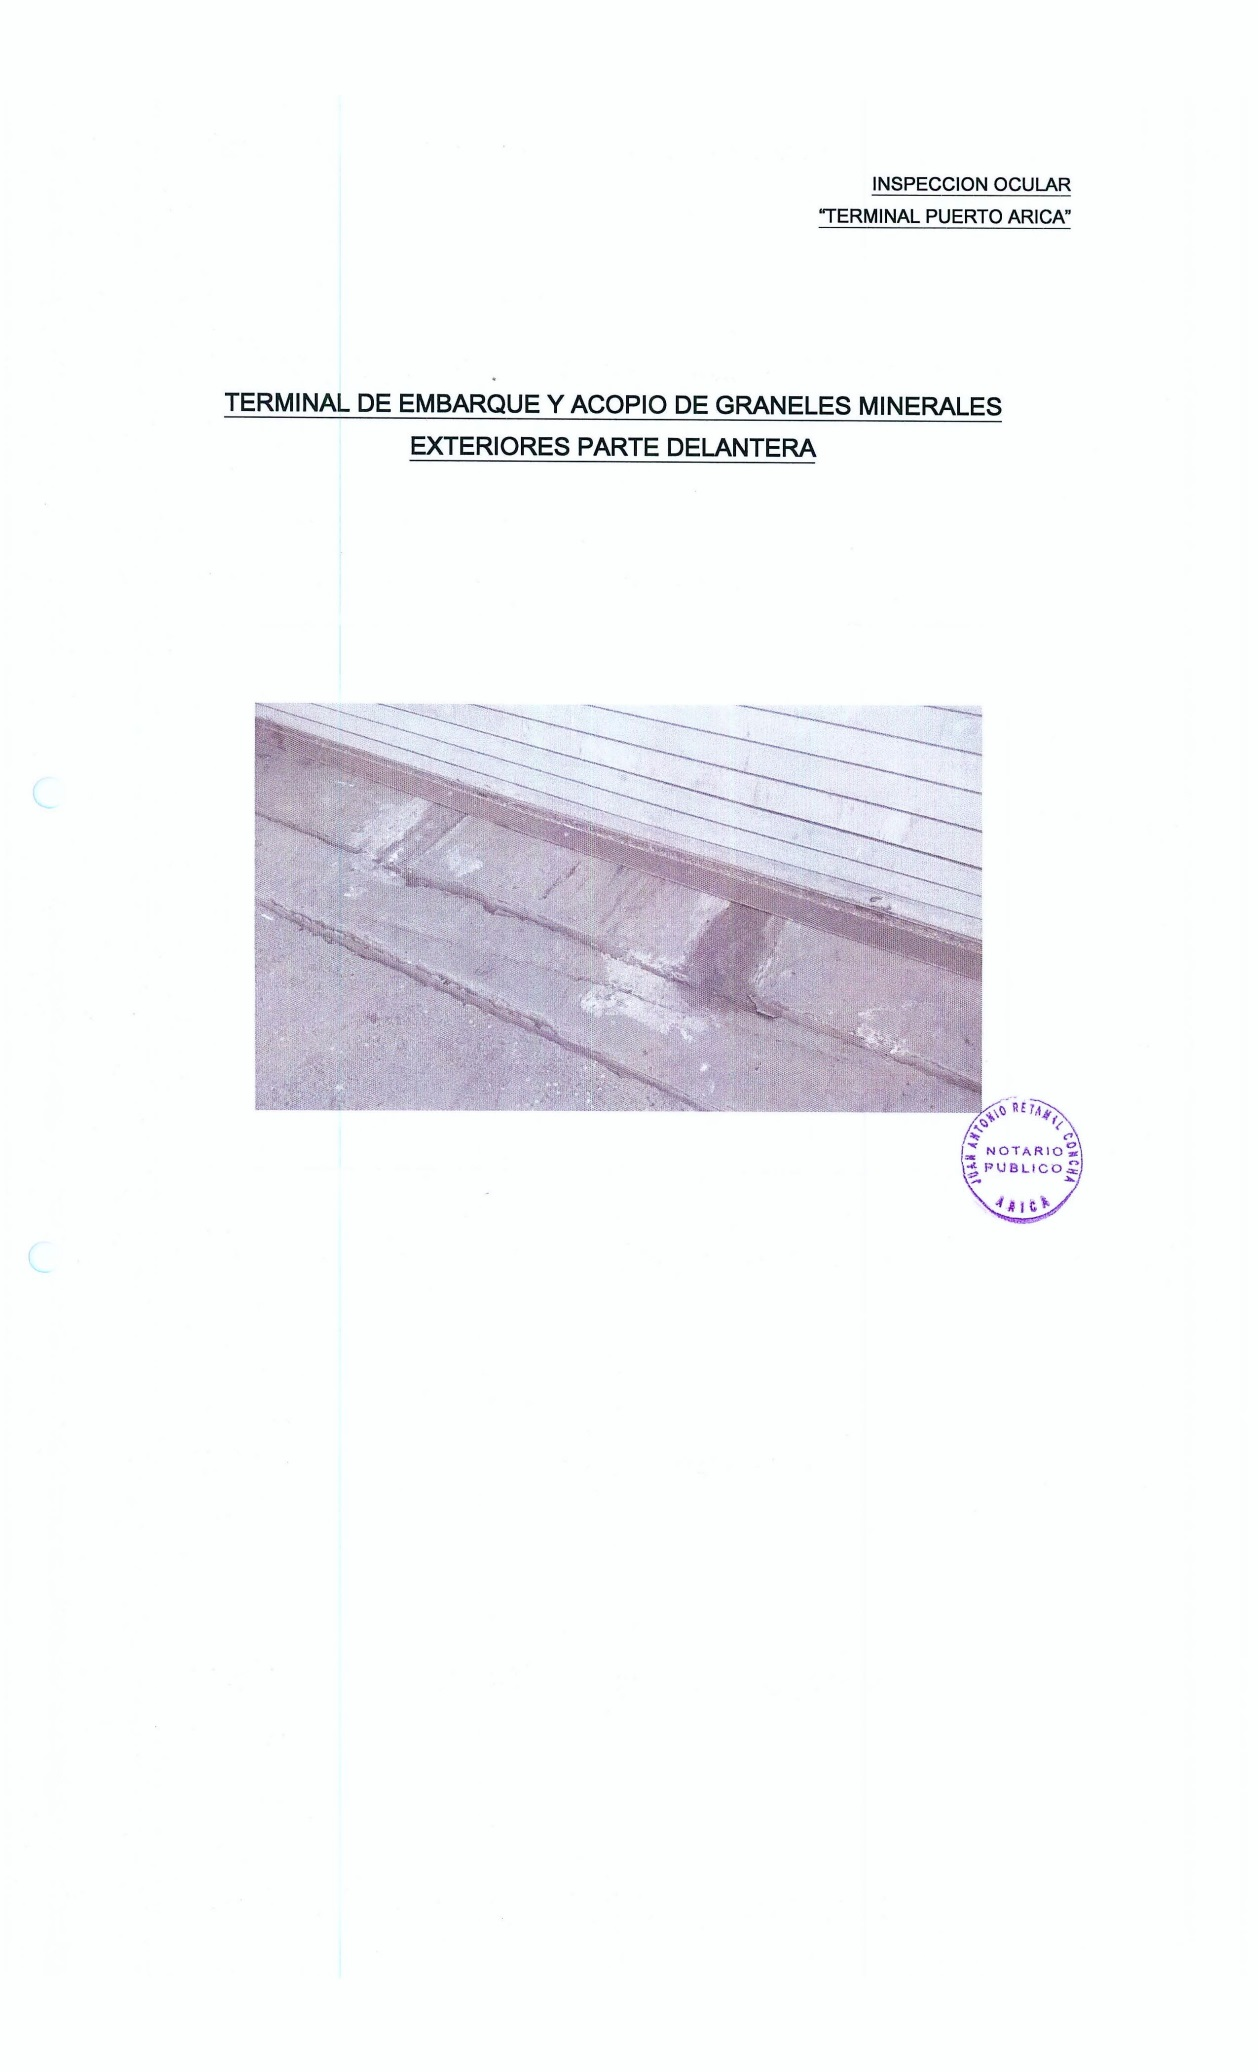 INSPECCION OCULAR
“TERMINAL PUERTO ARICA”
TERMINAL DE EMBARQUE Y ACOPIO DE GRANELES MINERALES
EXTERIORES PARTE DELANTERA
JUAN ANTONIO RETAMAL CONCHA
NOTARIO
PUBLICO
ARICA